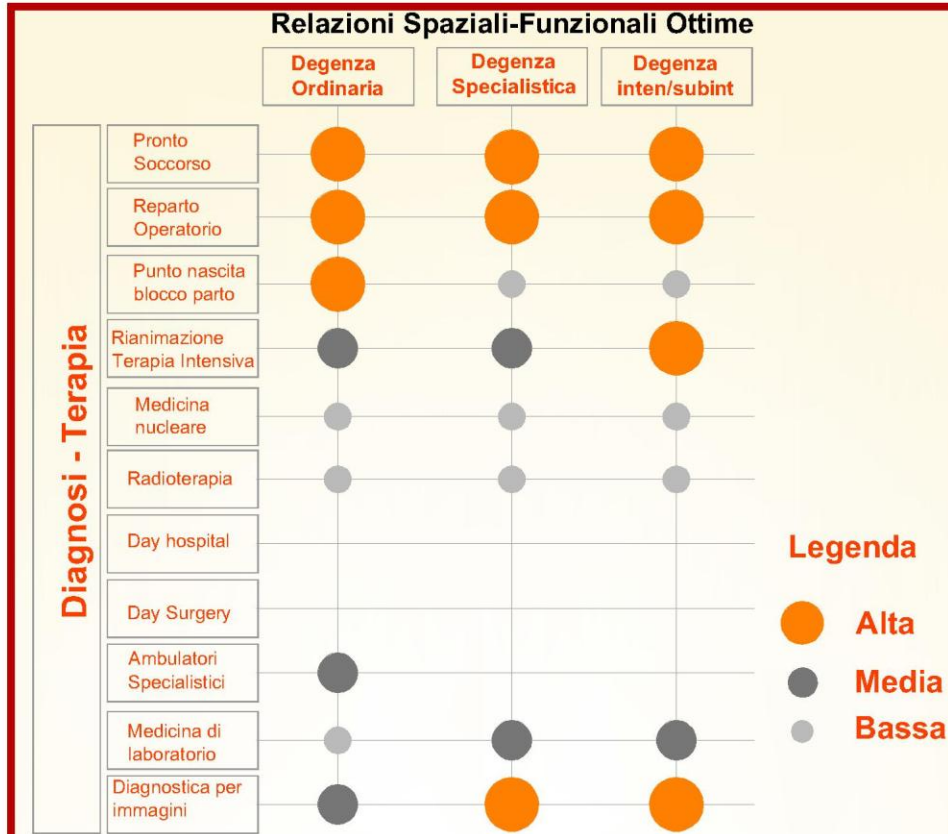 Relazioni Spaziali-Funzionali Ottime
Degenza
Ordinaria
Degenza
Specialistica
Degenza
inten/subint
Diagnosi - Terapia
Pronto
Soccorso
Reparto
Operatorio
Punto nascita
blocco parto
Rianimazione
Terapia Intensiva
Medicina
nucleare
Radioterapia
Day hospital
Day Surgery
Ambulatori
Specialistici
Medicina di
laboratorio
Diagnostica per
immagini
Legenda
Alta
Media
Bassa